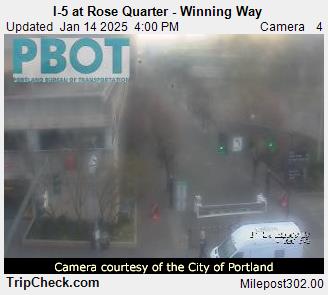 I-5 at Rose Quarter - Winning Way
Updated Jan 14 2025 4:00 PM Camera 4
PBOT
PORTLAND BUREAU OF TRANSPORTATION
Camera courtesy of the City of Portland
TripCheck.com Milepost302.00